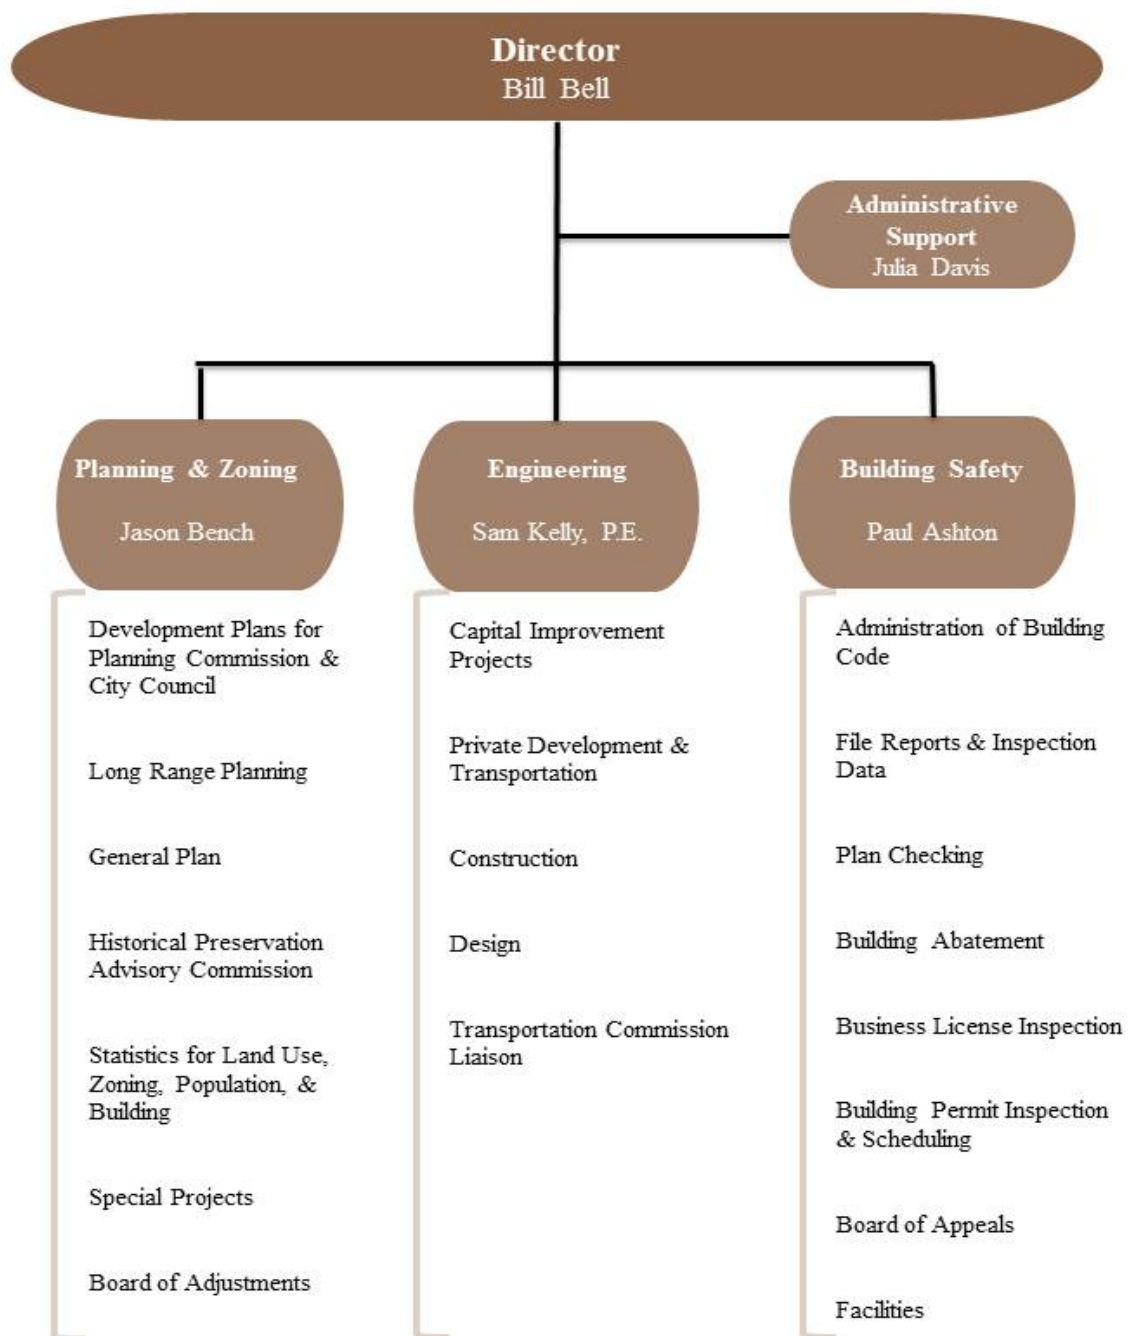 Director
Bill Bell
Administrative
Support
Julia Davis
Planning & Zoning
Jason Bench
Engineering
Sam Kelly, P.E.
Building Safety
Paul Ashton
Development Plans for
Planning Commission &
City Council
Long Range Planning
General Plan
Historical Preservation
Advisory Commission
Statistics for Land Use,
Zoning, Population, &
Building
Special Projects
Board of Adjustments
Capital Improvement
Projects
Private Development &
Transportation
Construction
Design
Transportation Commission
Liaison
Administration of Building
Code
File Reports & Inspection
Data
Plan Checking
Building Abatement
Business License Inspection
Building Permit Inspection
& Scheduling
Board of Appeals
Facilities